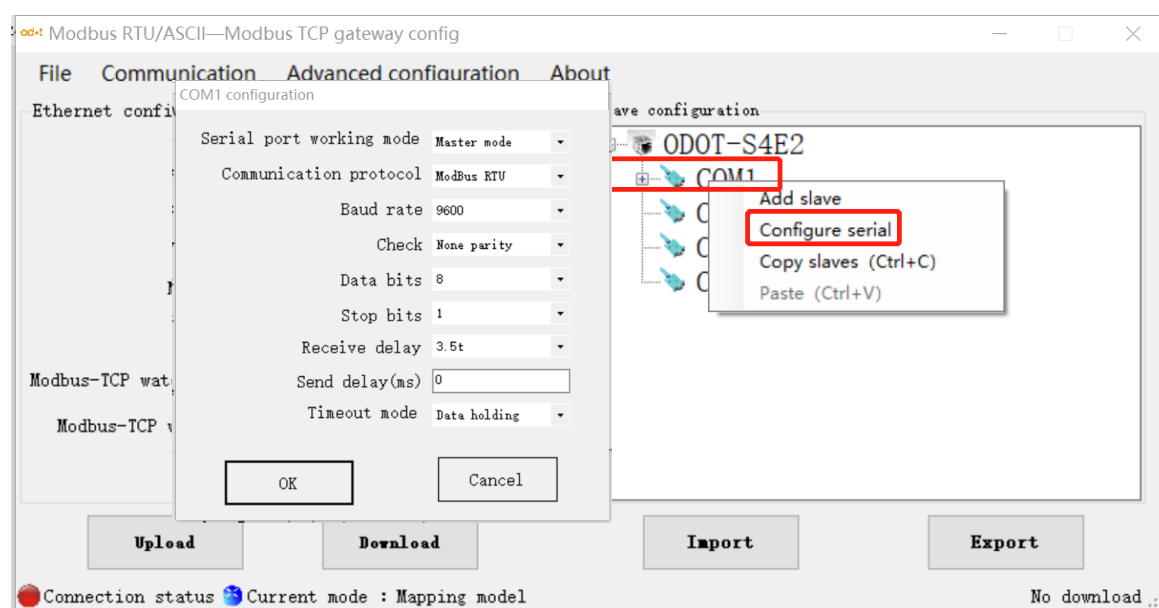 odot Modbus RTU/ASCII—Modbus TCP gateway config
File Communication Advanced configuration About
COM1 configuration
Ethernet confi
ave configuration
Serial port working mode Master mode
Communication protocol ModBus RTU
Baud rate 9600
Check None parity
Data bits 8
Stop bits 1
Receive delay 3.5t
Send delay(ms) 0
Timeout mode Data holding
OK Cancel
Modbus-TCP wat
Modbus-TCP
ODOT-S4E2
COM1
C
C
C
Add slave
Configure serial
Copy slaves (Ctrl+C)
Paste (Ctrl+V)
Upload Download Import Export
Connection status Current mode : Mapping model No download